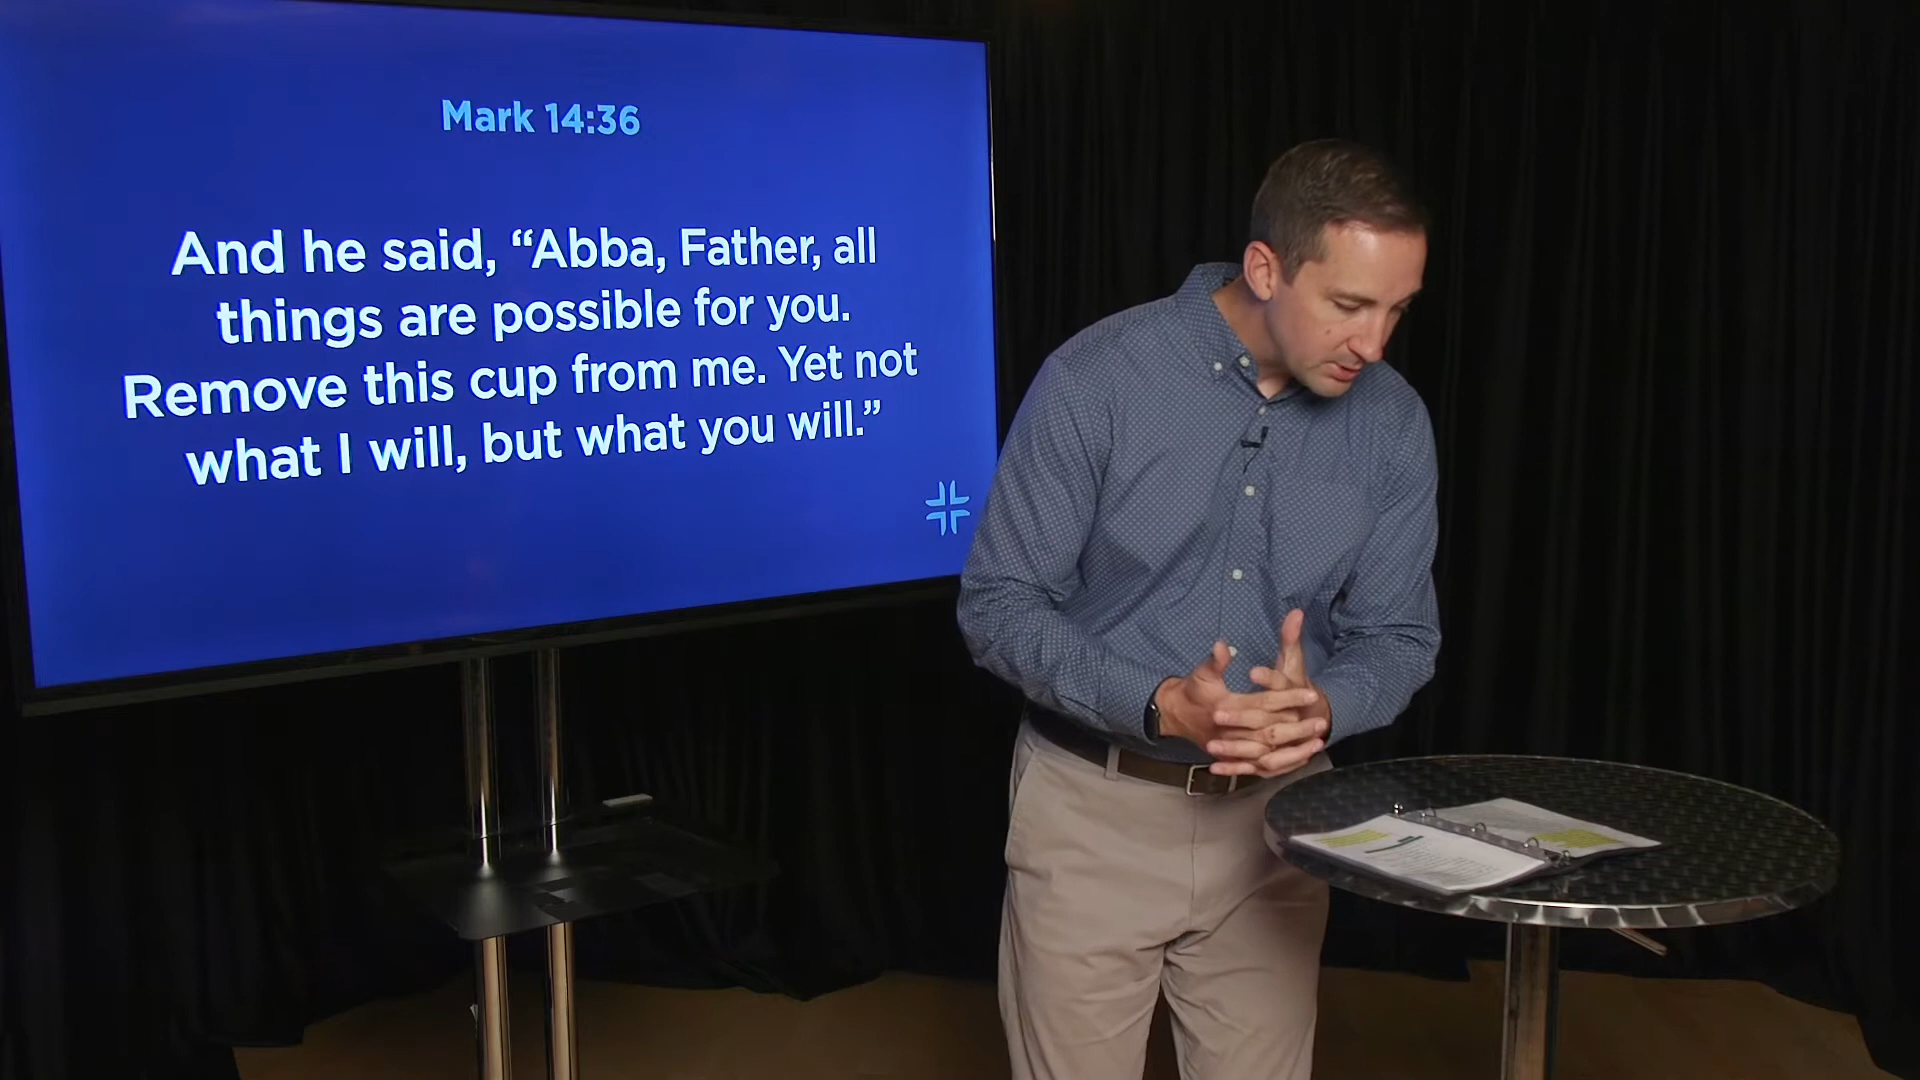 Mark 14:36
And he said, “Abba, Father, all
things are possible for you.
Remove this cup from me. Yet not
what I will, but what you will.”